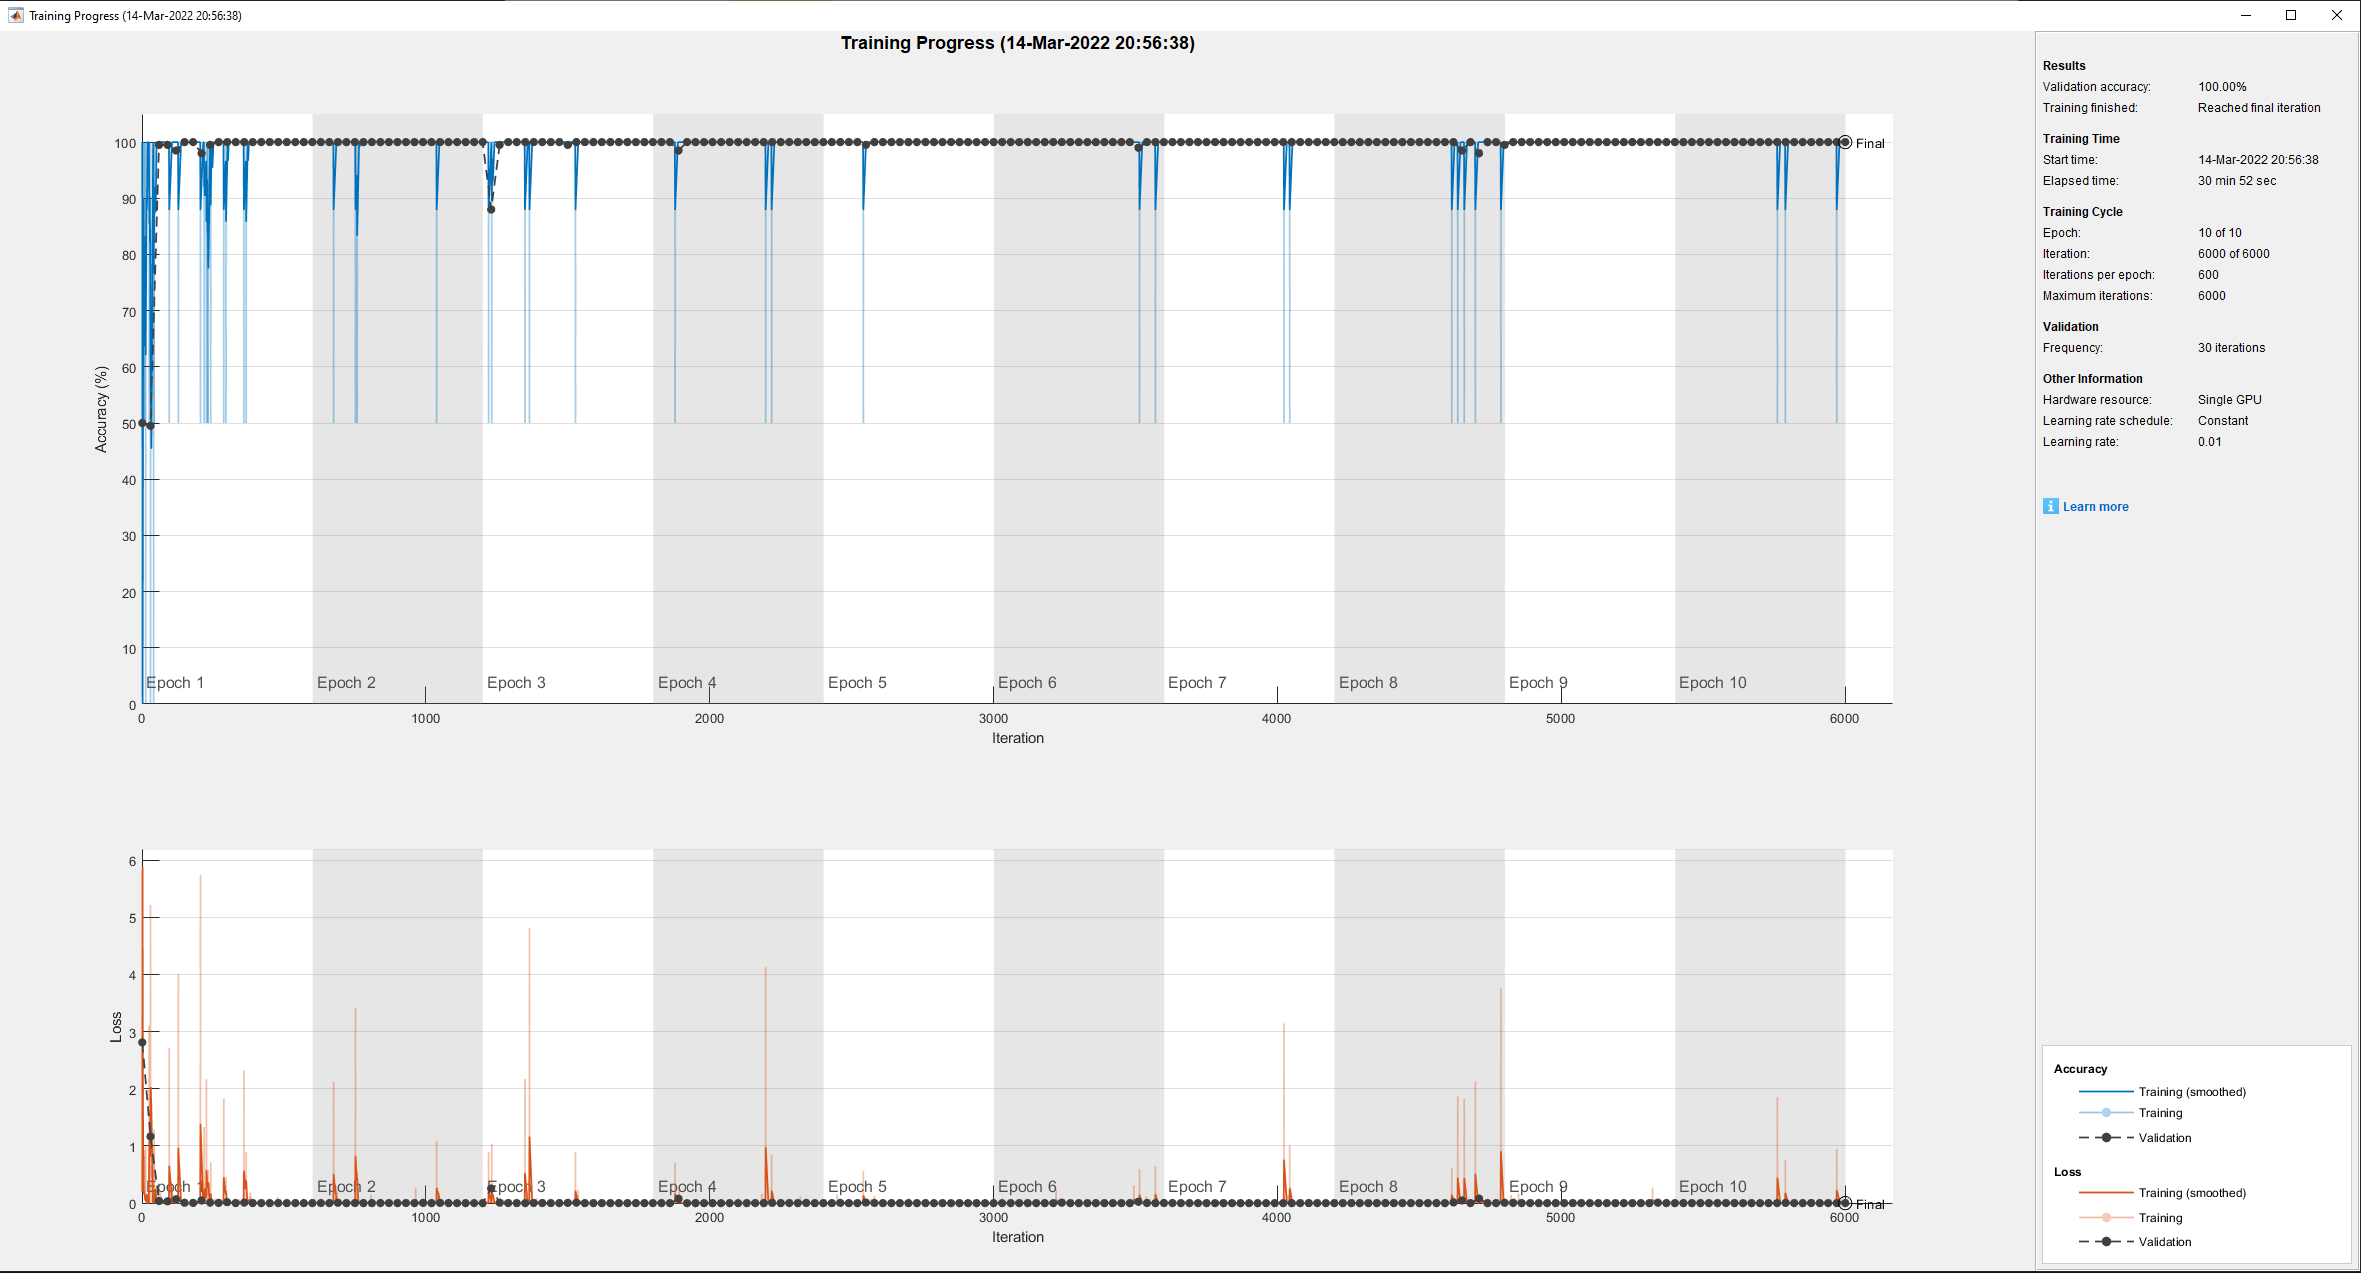 Training Progress (14-Mar-2022 20:56:38)
Training Progress (14-Mar-2022 20:56:38)
Accuracy (%)
100
90
80
70
60
50
40
30
20
10
0
Final
Epoch 1
Epoch 2
Epoch 3
Epoch 4
Epoch 5
Epoch 6
Epoch 7
Epoch 8
Epoch 9
Epoch 10
0
1000
2000
3000
4000
5000
6000
Iteration
Loss
6
5
4
3
2
1
0
Epoch 1
Epoch 2
Epoch 3
Epoch 4
Epoch 5
Epoch 6
Epoch 7
Epoch 8
Epoch 9
Epoch 10
Final
0
1000
2000
3000
4000
5000
6000
Iteration
Results
Validation accuracy: 100.00%
Training finished: Reached final iteration
Training Time
Start time: 14-Mar-2022 20:56:38
Elapsed time: 30 min 52 sec
Training Cycle
Epoch: 10 of 10
Iteration: 6000 of 6000
Iterations per epoch: 600
Maximum iterations: 6000
Validation
Frequency: 30 iterations
Other Information
Hardware resource: Single GPU
Learning rate schedule: Constant
Learning rate: 0.01
i Learn more
Accuracy
Training (smoothed)
Training
Validation
Loss
Training (smoothed)
Training
Validation